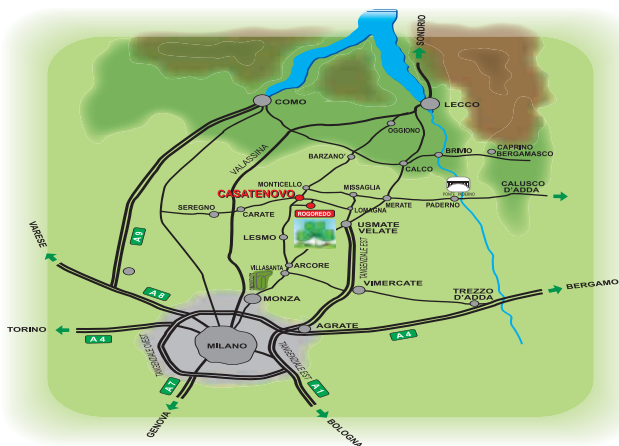 SONDRIO
COMO
LECCO
OGGIONO
VALASSINA
BARZANO'
BRIVIO
CAPRINO
BERGAMASCO
CALCO
MONTICELLO
MISSAGLIA
CASATENOVO
CALUSCO
D'ADDA
PONTE PADERNO
MERATE
PADERNO
SEREGNO
CARATE
ROGOREDO
LOMAGNA
USMATE
VELATE
VARESE
A9
LESMO
TANGENZIALE EST
VILLASANTA
ARCORE
BERGAMO
A8
MONZA
VIMERCATE
TREZZO
D'ADDA
TORINO
A4
AGRATE
A4
MILANO
TANGENZIALE OVEST
TANGENZIALE EST
A7
A1
GENOVA
BOLOGNA